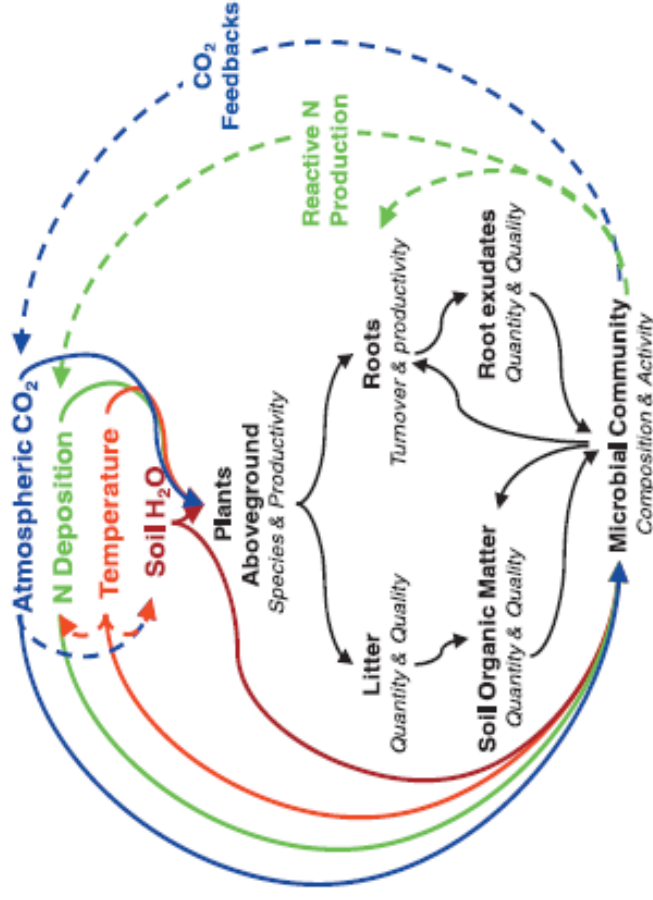 Atmospheric CO₂
N Deposition
Temperature
Soil H₂O
CO₂
Feedbacks
Reactive N
Production
Plants
Aboveground
Species & Productivity
Litter
Quantity & Quality
Roots
Turnover & productivity
Soil Organic Matter
Quantity & Quality
Root exudates
Quantity & Quality
Microbial Community
Composition & Activity